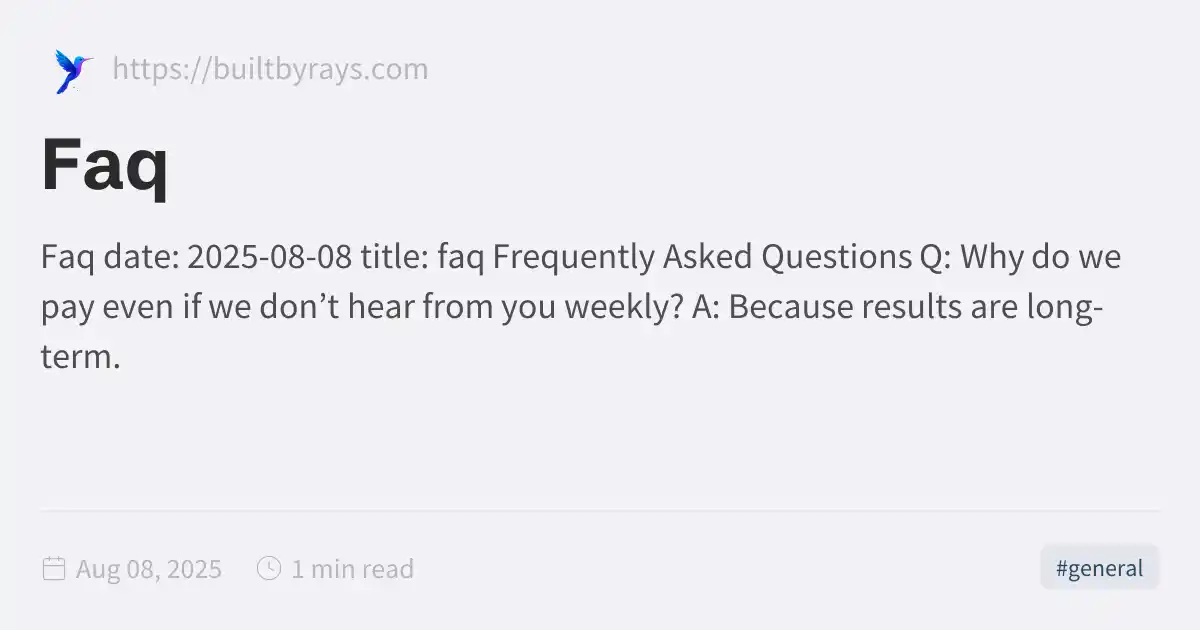 https://builtbyrays.com
Faq
Faq date: 2025-08-08 title: faq Frequently Asked Questions Q: Why do we
pay even if we don’t hear from you weekly? A: Because results are long-
term.
Aug 08, 2025 1 min read #general